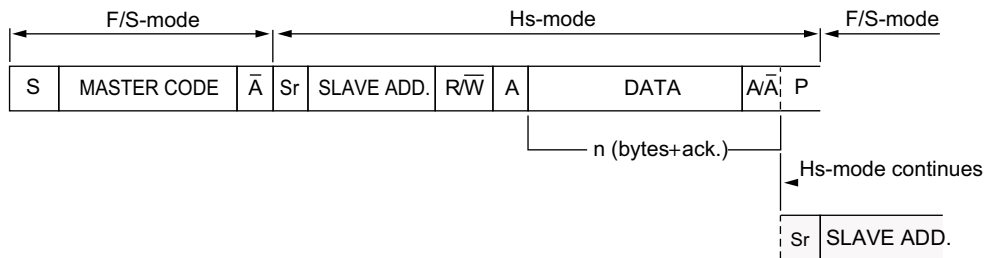 F/S-mode Hs-mode F/S-mode
S MASTER CODE A̅ Sr SLAVE ADD. R/W̅ A DATA A/A̅ P
n (bytes+ack.)
Hs-mode continues
Sr SLAVE ADD.